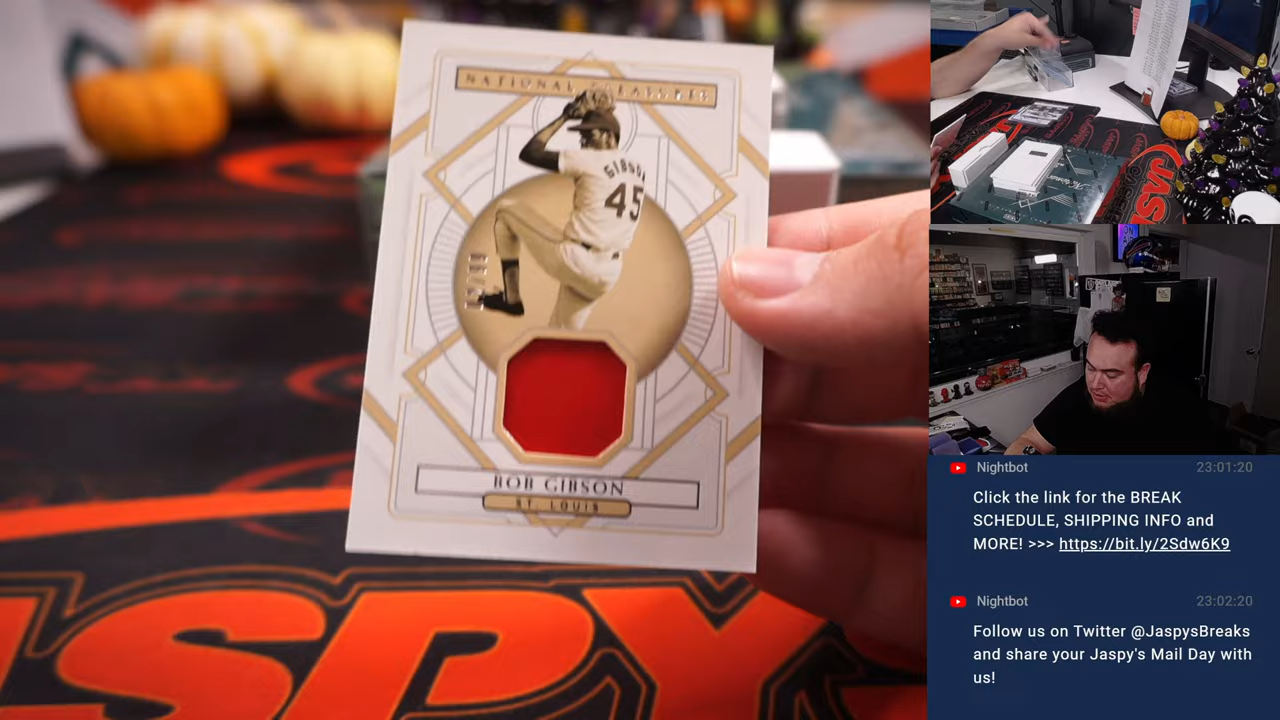 NATIONAL TREASURES
GIBSON
45
BOB GIBSON
ST. LOUIS
JASPY
Nightbot
23:01:20
Click the link for the BREAK
SCHEDULE, SHIPPING INFO and
MORE! >>> https://bit.ly/2Sdw6K9
Nightbot
23:02:20
Follow us on Twitter @JaspysBreaks
and share your Jaspy's Mail Day with
us!